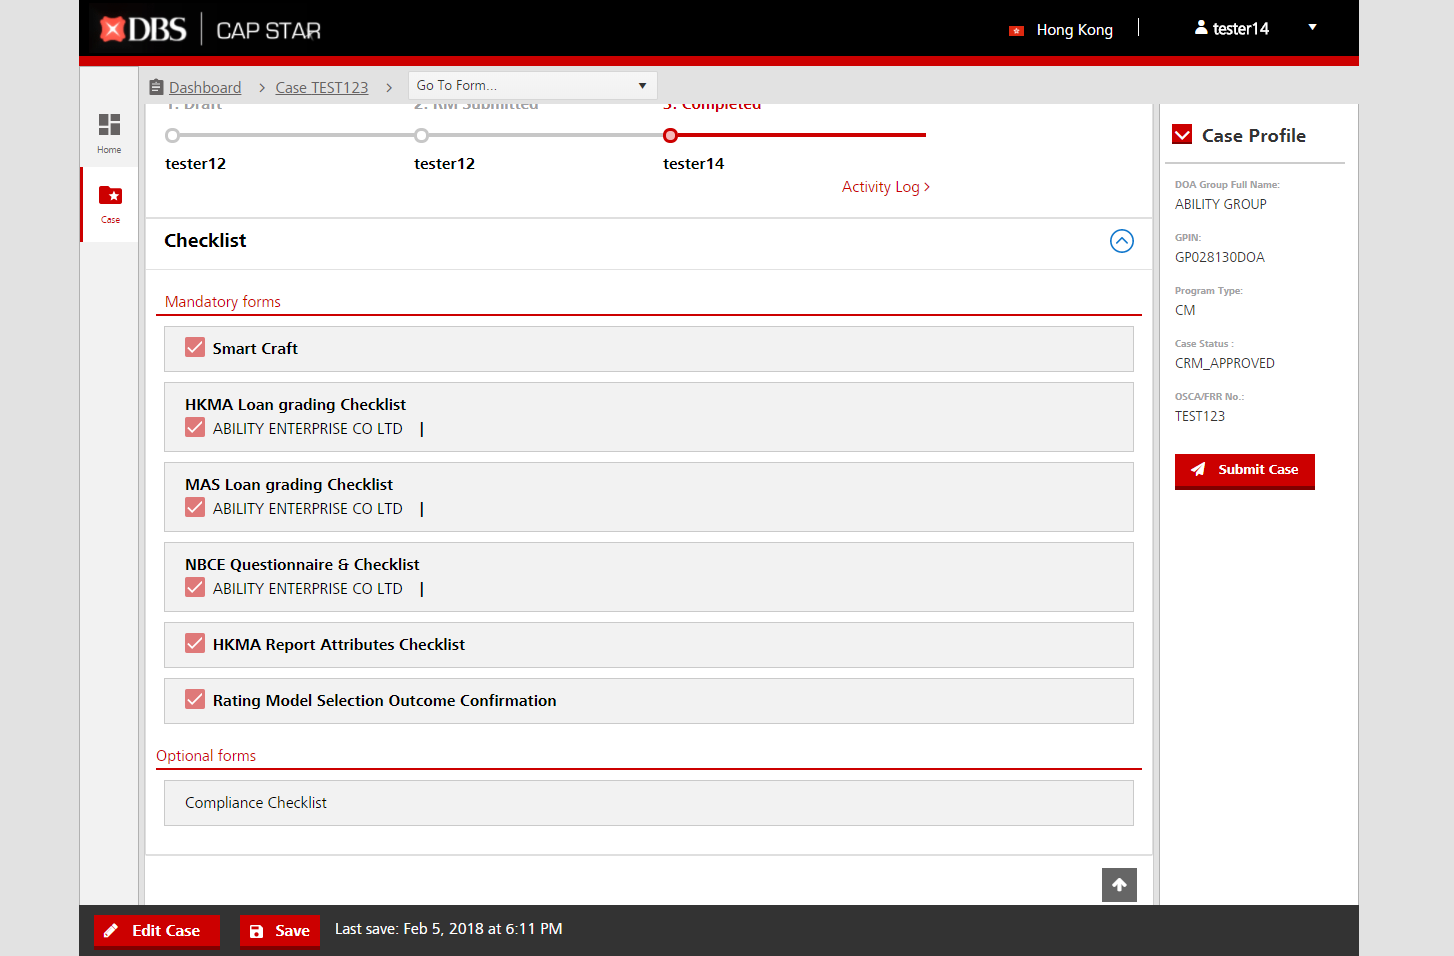 DBS | CAP STAR
Hong Kong
tester14
Dashboard > Case TEST123 > Go To Form...
1. Draft 2. RM Submitted 3. Completed
tester12 tester12 tester14
Activity Log >
Home
Case
Checklist
Mandatory forms
Smart Craft
HKMA Loan grading Checklist
ABILITY ENTERPRISE CO LTD |
MAS Loan grading Checklist
ABILITY ENTERPRISE CO LTD |
NBCE Questionnaire & Checklist
ABILITY ENTERPRISE CO LTD |
HKMA Report Attributes Checklist
Rating Model Selection Outcome Confirmation
Optional forms
Compliance Checklist
Case Profile
DOA Group Full Name:
ABILITY GROUP
GPIN:
GP028130DOA
Program Type:
CM
Case Status :
CRM_APPROVED
OSCA/FRR No.:
TEST123
Submit Case
Edit Case
Save
Last save: Feb 5, 2018 at 6:11 PM